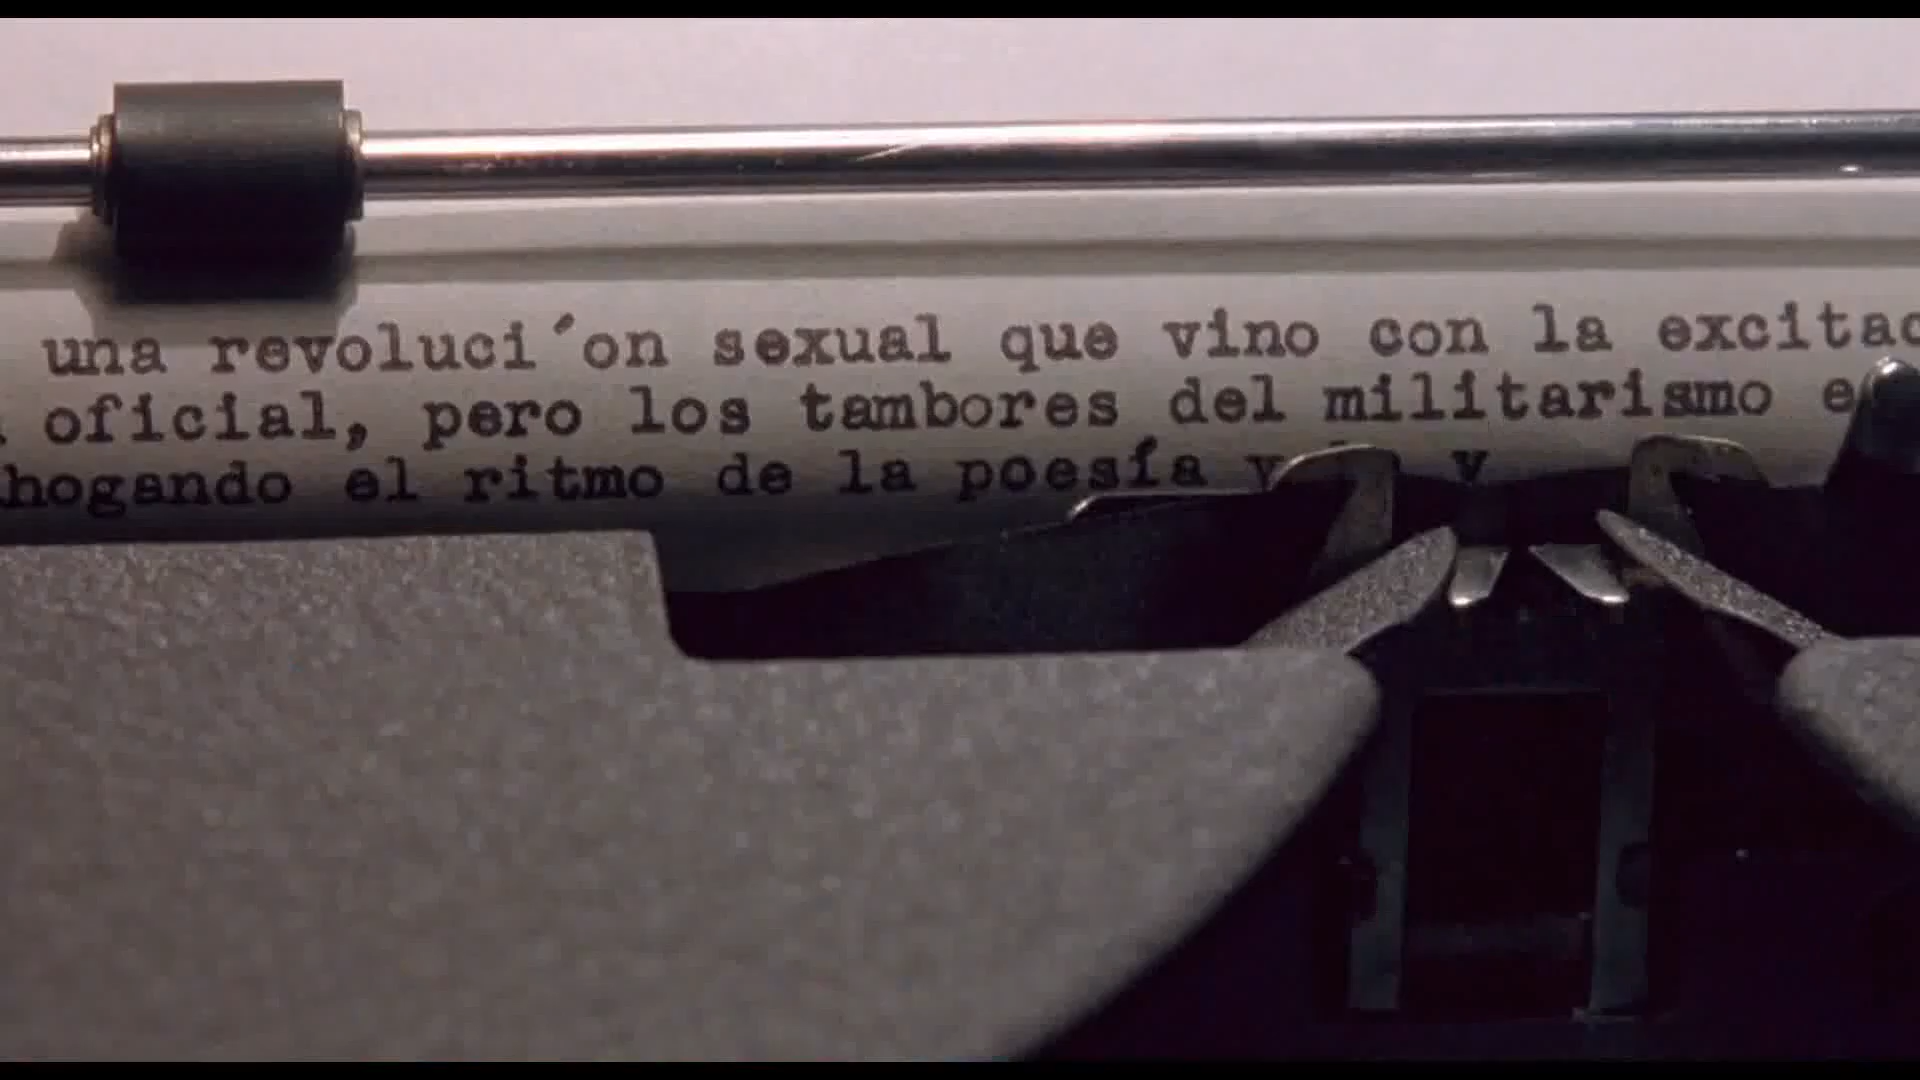 una revoluci´on sexual que vino con la excitac
oficial, pero los tambores del militarismo e
hogando el ritmo de la poesía y la v